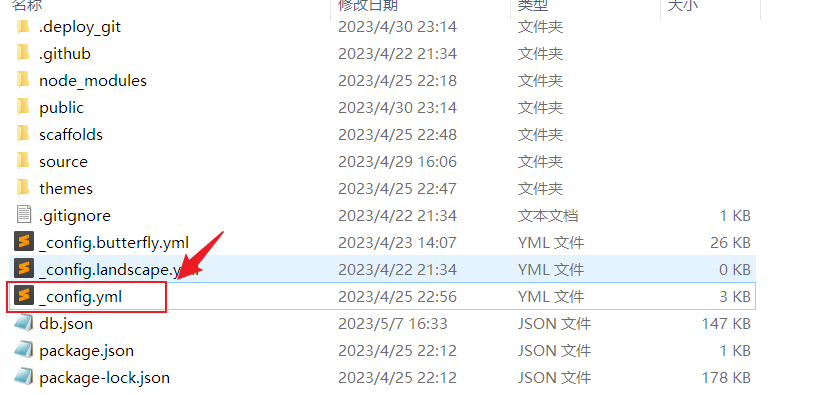 名称 修改日期 类型 大小
.deploy_git 2023/4/30 23:14 文件夹
.github 2023/4/22 21:34 文件夹
node_modules 2023/4/25 22:18 文件夹
public 2023/4/30 23:14 文件夹
scaffolds 2023/4/25 22:48 文件夹
source 2023/4/29 16:06 文件夹
themes 2023/4/25 22:47 文件夹
.gitignore 2023/4/22 21:34 文本文档 1 KB
_config.butterfly.yml 2023/4/23 14:07 YML 文件 26 KB
_config.landscape.yml 2023/4/22 21:34 YML 文件 0 KB
_config.yml 2023/4/25 22:56 YML 文件 3 KB
db.json 2023/5/7 16:33 JSON 文件 147 KB
package.json 2023/4/25 22:12 JSON 文件 1 KB
package-lock.json 2023/4/25 22:12 JSON 文件 178 KB